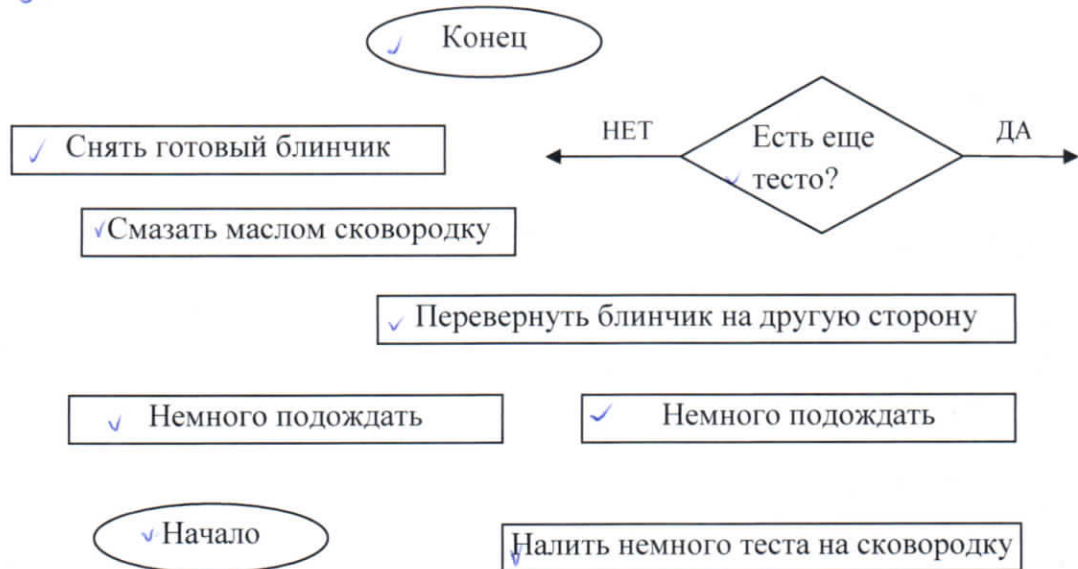 Конец
НЕТ
Есть еще
тесто?
ДА
Снять готовый блинчик
Смазать маслом сковородку
Перевернуть блинчик на другую сторону
Немного подождать
Немного подождать
Начало
Налить немного теста на сковородку